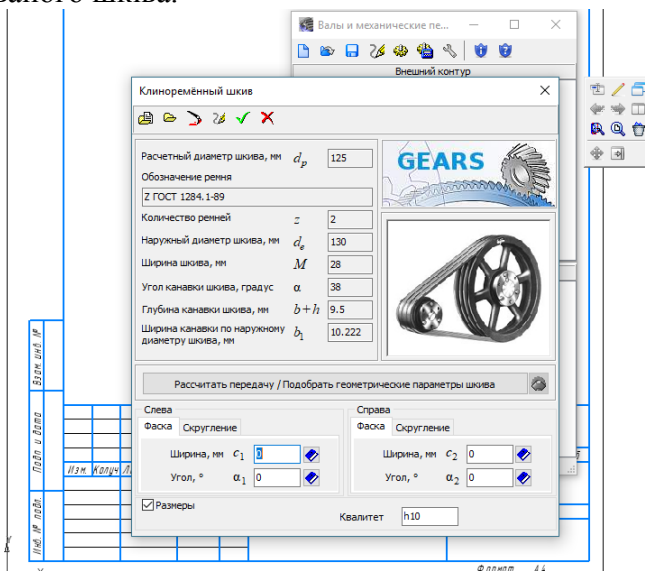 Валы и механические пе...
Внешний контур
Клиноремённый шкив
Расчетный диаметр шкива, мм dp 125
Обозначение ремня
Z ГОСТ 1284.1-89
Количество ремней z 2
Наружный диаметр шкива, мм de 130
Ширина шкива, мм M 28
Угол канавки шкива, градус α 38
Глубина канавки шкива, мм b+h 9.5
Ширина канавки по наружному
диаметру шкива, мм b1 10.222
GEARS
Рассчитать передачу / Подобрать геометрические параметры шкива
Слева
Фаска Скругление
Ширина, мм c1 0
Угол, ° α1 0
Справа
Фаска Скругление
Ширина, мм c2 0
Угол, ° α2 0
Размеры
Квалитет h10
Взам. инв. №
Подп и дата
Инв. № подл.
Изм. Колуч
Формат А4